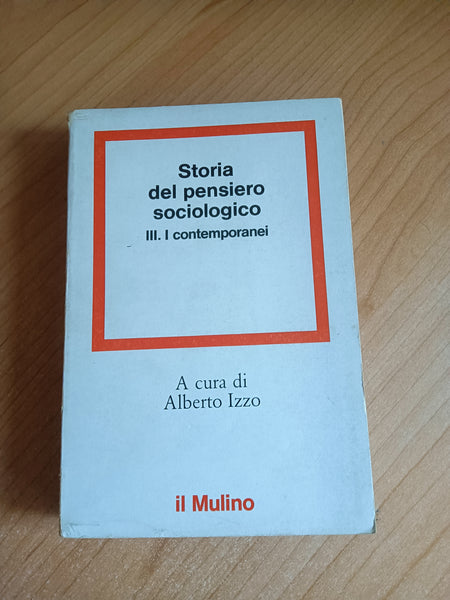 Storia
del pensiero
sociologico
III. I contemporanei
A cura di
Alberto Izzo
il Mulino